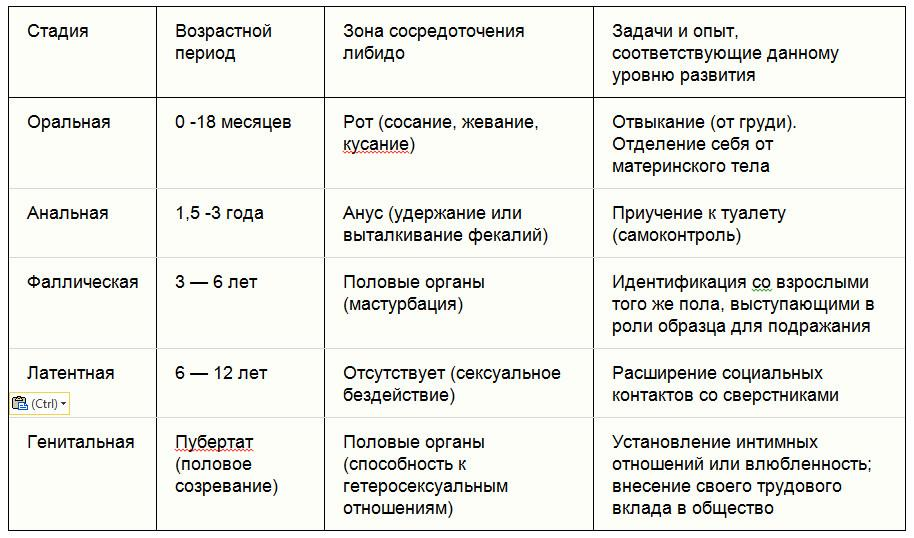 Стадия
Возрастной
период
Зона сосредоточения
либидо
Задачи и опыт,
соответствующие данному
уровню развития
Оральная
0 -18 месяцев
Рот (сосание, жевание,
кусание)
Отвыкание (от груди).
Отделение себя от
материнского тела
Анальная
1,5 -3 года
Анус (удержание или
выталкивание фекалий)
Приучение к туалету
(самоконтроль)
Фаллическая
3 — 6 лет
Половые органы
(мастурбация)
Идентификация со взрослыми
того же пола, выступающими в
роли образца для подражания
Латентная
6 — 12 лет
Отсутствует (сексуальное
бездействие)
Расширение социальных
контактов со сверстниками
(Ctrl)
Генитальная
Пубертат
(половое
созревание)
Половые органы
(способность к
гетеросексуальным
отношениям)
Установление интимных
отношений или влюбленность;
внесение своего трудового
вклада в общество